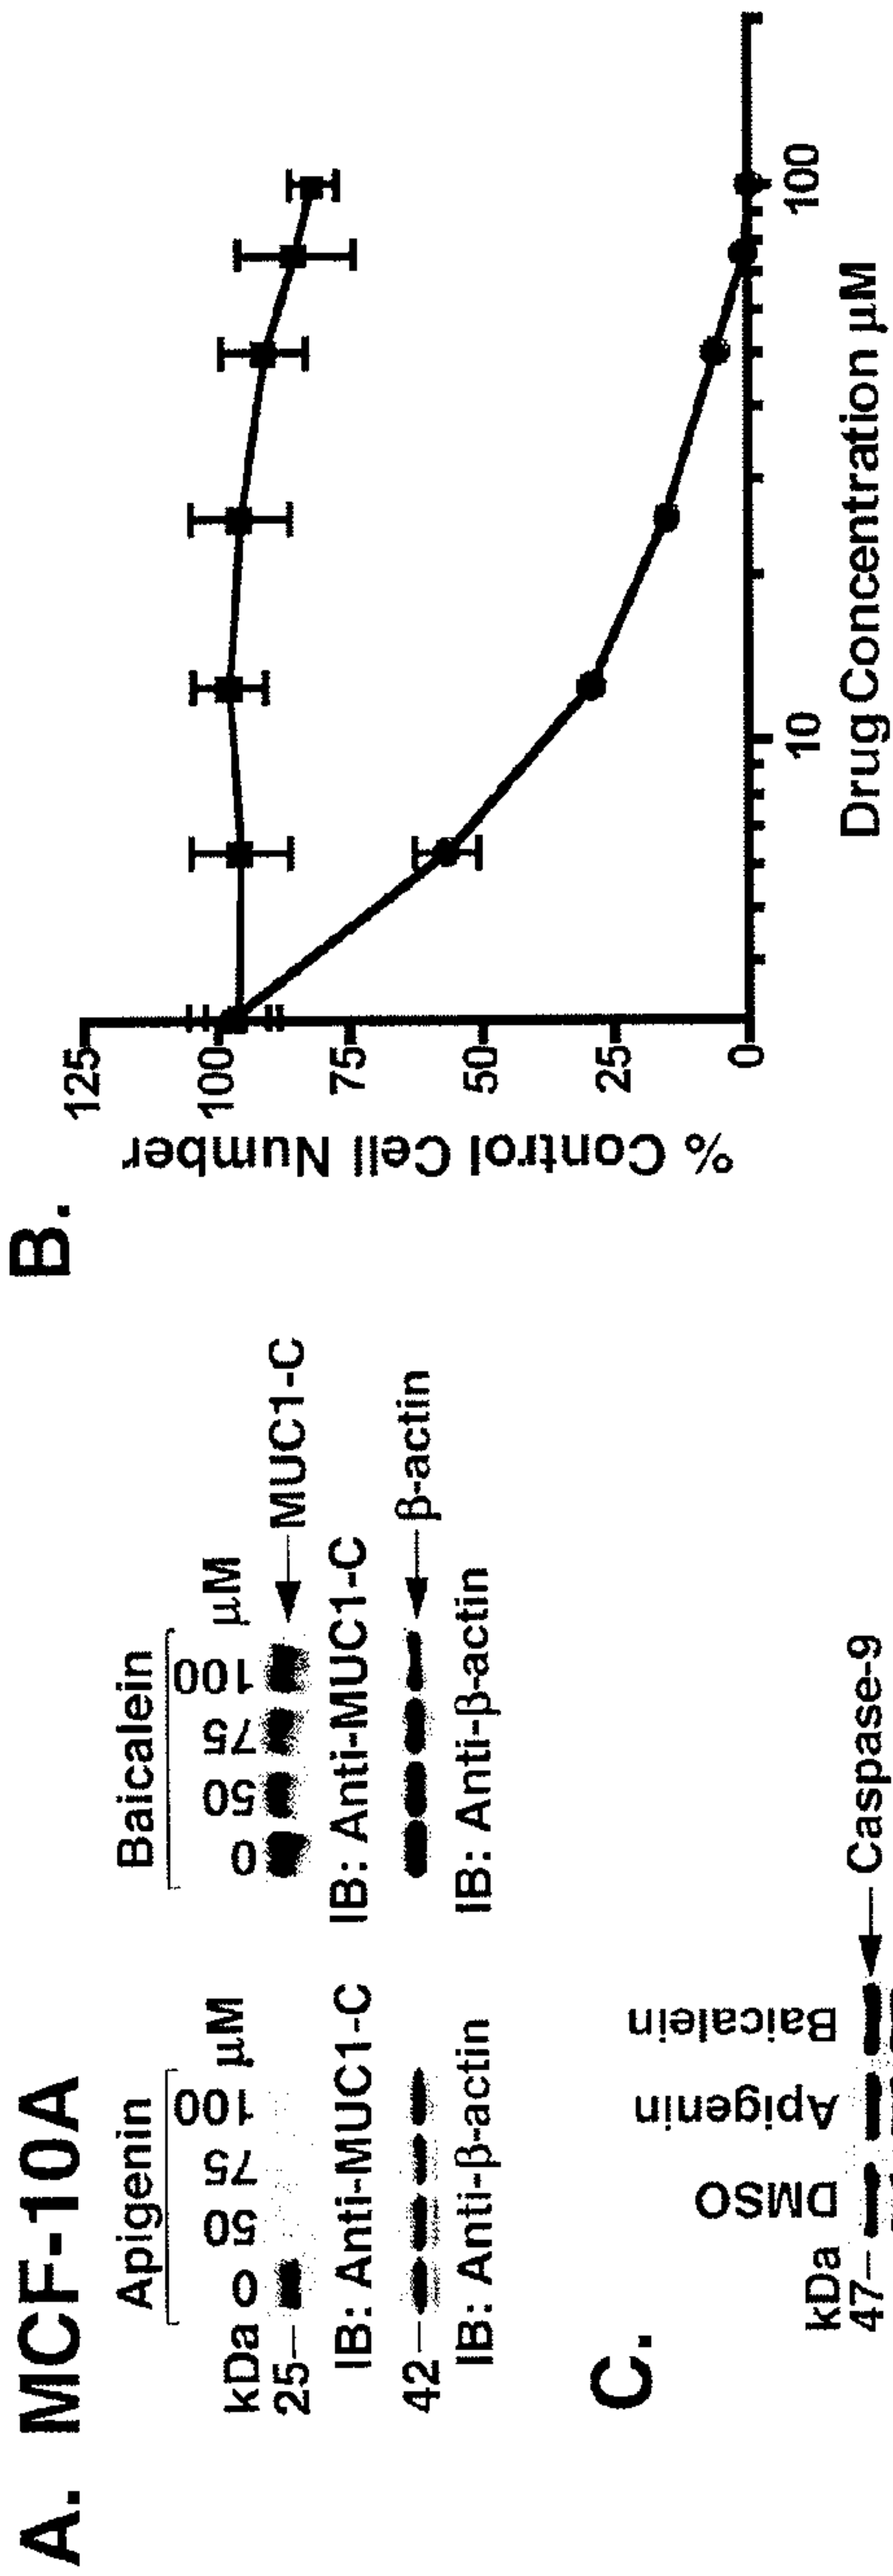 A. MCF-10A
Apigenin
kDa 0 50 75 100 μM
25
IB: Anti-MUC1-C
42
IB: Anti-β-actin
Baicalein
0 50 75 100 μM
MUC1-C
IB: Anti-MUC1-C
β-actin
IB: Anti-β-actin
B.
% Control Cell Number
125
100
75
50
25
0
10 100
Drug Concentration μM
C.
DMSO Apigenin Baicalein
kDa
47 Caspase-9